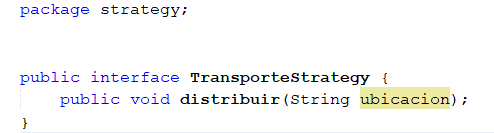 package strategy;
public interface TransporteStrategy {
public void distribuir(String ubicacion);
}